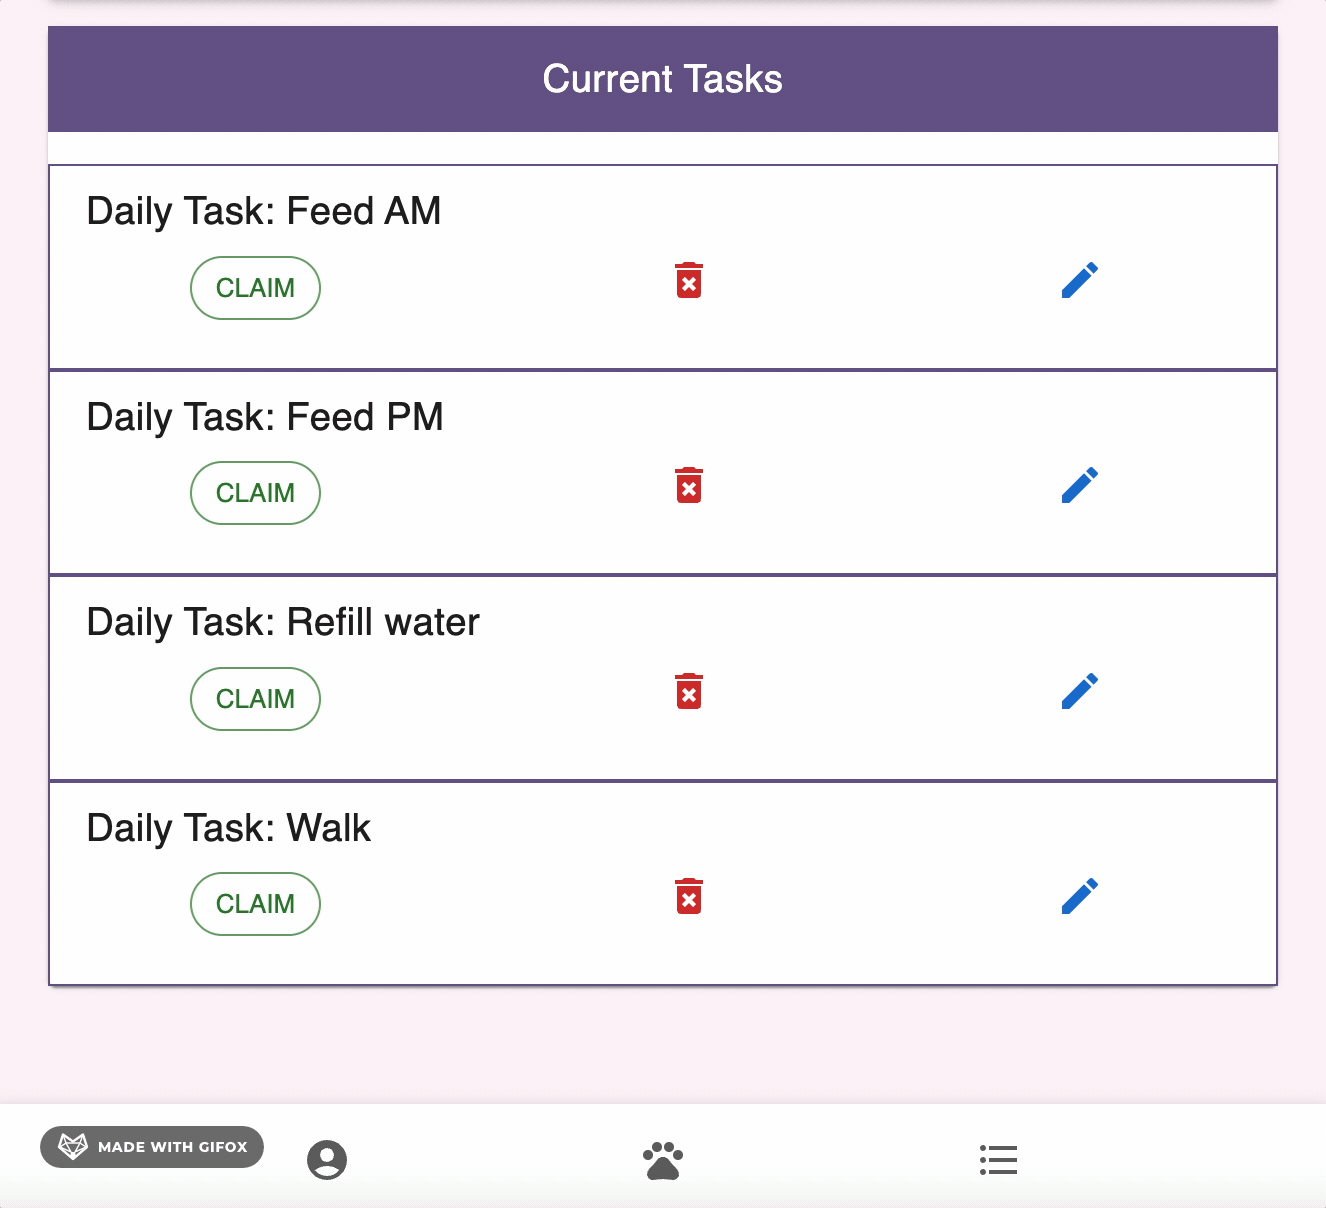 Current Tasks
Daily Task: Feed AM
CLAIM
Daily Task: Feed PM
CLAIM
Daily Task: Refill water
CLAIM
Daily Task: Walk
CLAIM
MADE WITH GIFOX